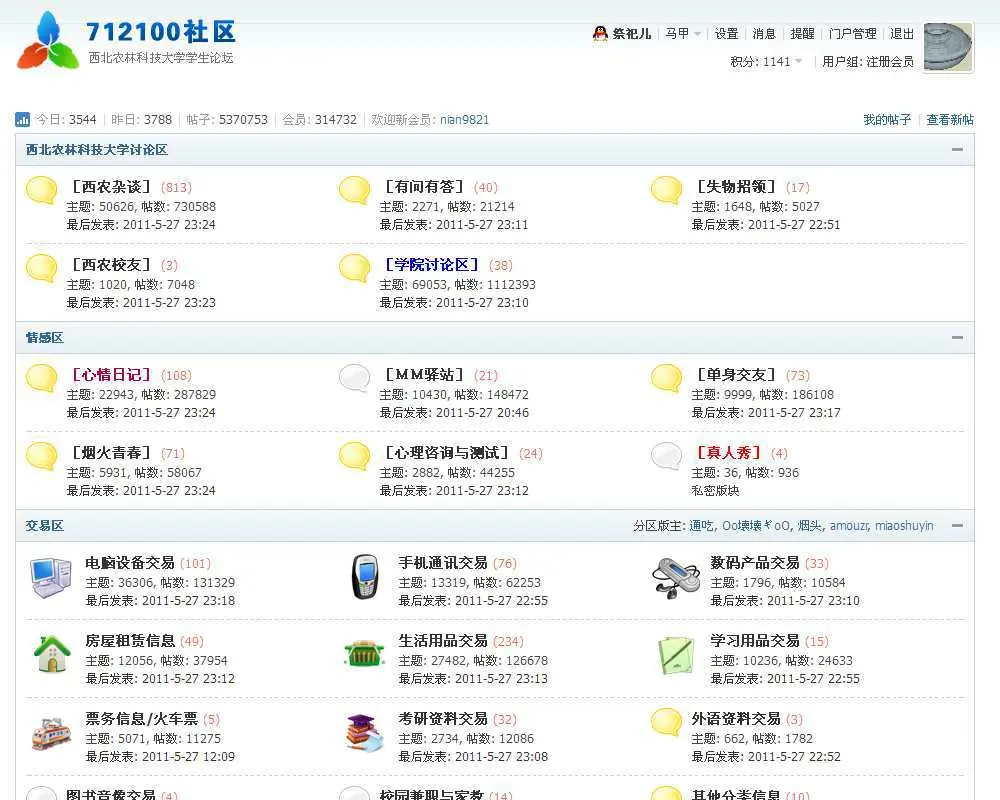 712100社区
西北农林科技大学学生论坛
祭祀儿 马甲 设置 消息 提醒 门户管理 退出
积分: 1141 用户组: 注册会员
今日: 3544 昨日: 3788 帖子: 5370753 会员: 314732 欢迎新会员: nian9821 我的帖子 查看新帖
西北农林科技大学讨论区
[西农杂谈] (813) [有问有答] (40) [失物招领] (17)
主题: 50626, 帖数: 730588 主题: 2271, 帖数: 21214 主题: 1648, 帖数: 5027
最后发表: 2011-5-27 23:24 最后发表: 2011-5-27 23:11 最后发表: 2011-5-27 22:51
[西农校友] (3) [学院讨论区] (38)
主题: 1020, 帖数: 7048 主题: 69053, 帖数: 1112393
最后发表: 2011-5-27 23:23 最后发表: 2011-5-27 23:10
情感区
[心情日记] (108) [MM驿站] (21) [单身交友] (73)
主题: 22943, 帖数: 287829 主题: 10430, 帖数: 148472 主题: 9999, 帖数: 186108
最后发表: 2011-5-27 23:24 最后发表: 2011-5-27 20:46 最后发表: 2011-5-27 23:17
[烟火青春] (71) [心理咨询与测试] (24) [真人秀] (4)
主题: 5931, 帖数: 58067 主题: 2882, 帖数: 44255 主题: 36, 帖数: 936
最后发表: 2011-5-27 23:24 最后发表: 2011-5-27 23:12 私密版块
交易区 分区版主: 通吃, Oo壊壊ギoO, 烟头, amouzr, miaoshuyin
电脑设备交易 (101) 手机通讯交易 (76) 数码产品交易 (33)
主题: 36306, 帖数: 131329 主题: 13319, 帖数: 62253 主题: 1796, 帖数: 10584
最后发表: 2011-5-27 23:18 最后发表: 2011-5-27 22:55 最后发表: 2011-5-27 23:10
房屋租赁信息 (49) 生活用品交易 (234) 学习用品交易 (15)
主题: 12056, 帖数: 37954 主题: 27482, 帖数: 126678 主题: 10236, 帖数: 24633
最后发表: 2011-5-27 23:12 最后发表: 2011-5-27 23:13 最后发表: 2011-5-27 22:55
票务信息/火车票 (5) 考研资料交易 (32) 外语资料交易 (3)
主题: 5071, 帖数: 11275 主题: 2734, 帖数: 12086 主题: 662, 帖数: 1782
最后发表: 2011-5-27 12:09 最后发表: 2011-5-27 23:08 最后发表: 2011-5-27 22:52
图书音像交易 (4) 校园兼职与家教 (14) 其他分类信息 (10)